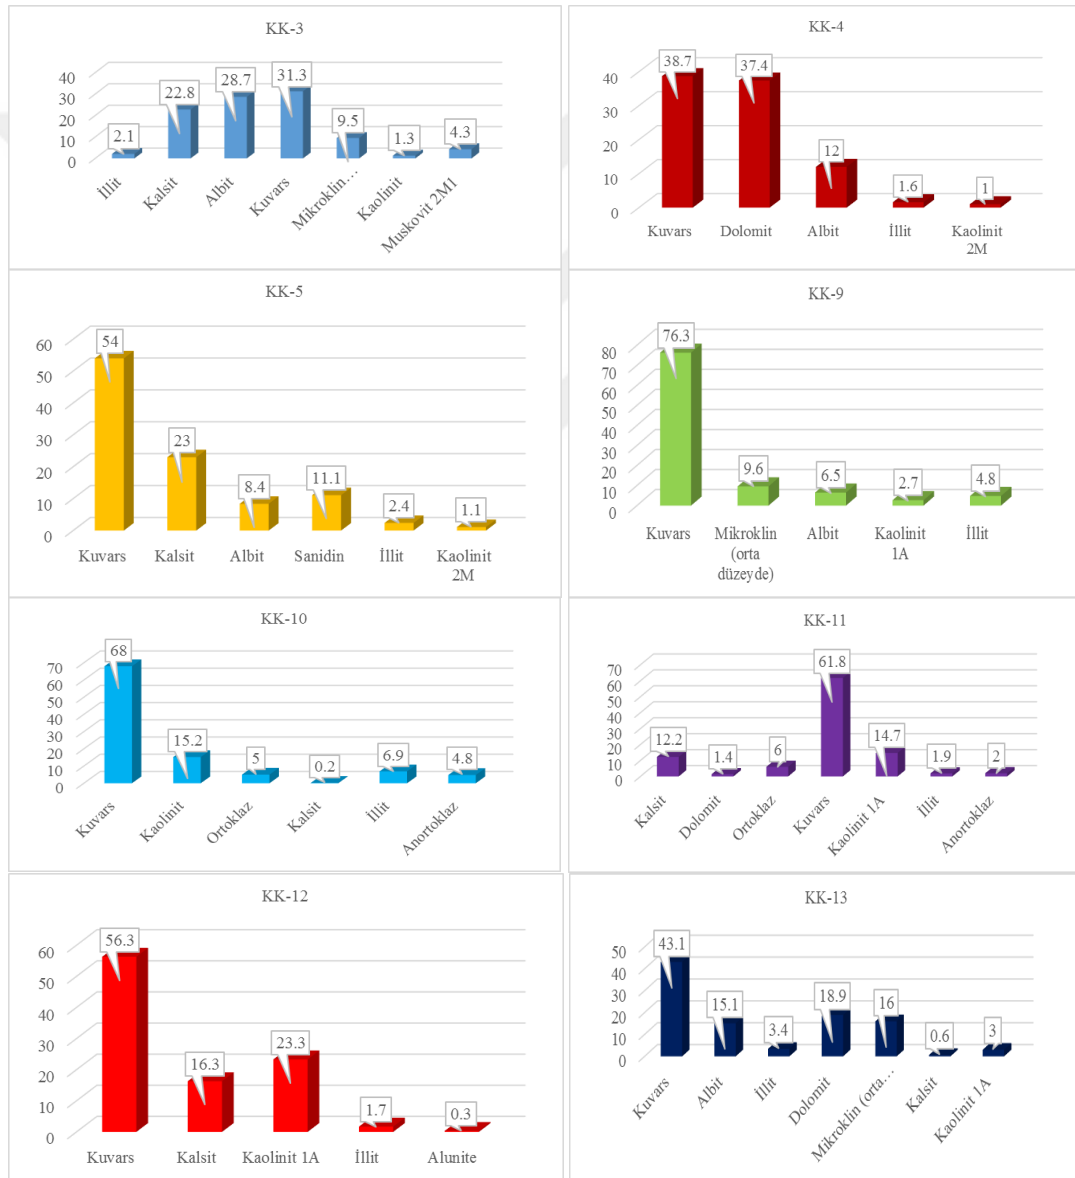 KK-3
40
30
20
10
0
2.1
22.8
28.7
31.3
9.5
1.3
4.3
İllit
Kalsit
Albit
Kuvars
Mikroklin…
Kaolinit
Muskovit 2M1
KK-4
40
30
20
10
0
38.7
37.4
12
1.6
1
Kuvars
Dolomit
Albit
İllit
Kaolinit
2M
KK-5
60
50
40
30
20
10
0
54
23
8.4
11.1
2.4
1.1
Kuvars
Kalsit
Albit
Sanidin
İllit
Kaolinit
2M
KK-9
80
70
60
50
40
30
20
10
0
76.3
9.6
6.5
2.7
4.8
Kuvars
Mikroklin
(orta
düzeyde)
Albit
Kaolinit
1A
İllit
KK-10
70
60
50
40
30
20
10
0
68
15.2
5
0.2
6.9
4.8
Kuvars
Kaolinit
Ortoklaz
Kalsit
İllit
Anortoklaz
KK-11
70
60
50
40
30
20
10
0
12.2
1.4
6
61.8
14.7
1.9
2
Kalsit
Dolomit
Ortoklaz
Kuvars
Kaolinit 1A
İllit
Anortoklaz
KK-12
60
50
40
30
20
10
0
56.3
16.3
23.3
1.7
0.3
Kuvars
Kalsit
Kaolinit 1A
İllit
Alunite
KK-13
50
40
30
20
10
0
43.1
15.1
3.4
18.9
16
0.6
3
Kuvars
Albit
İllit
Dolomit
Mikroklin (orta…
Kalsit
Kaolinit 1A